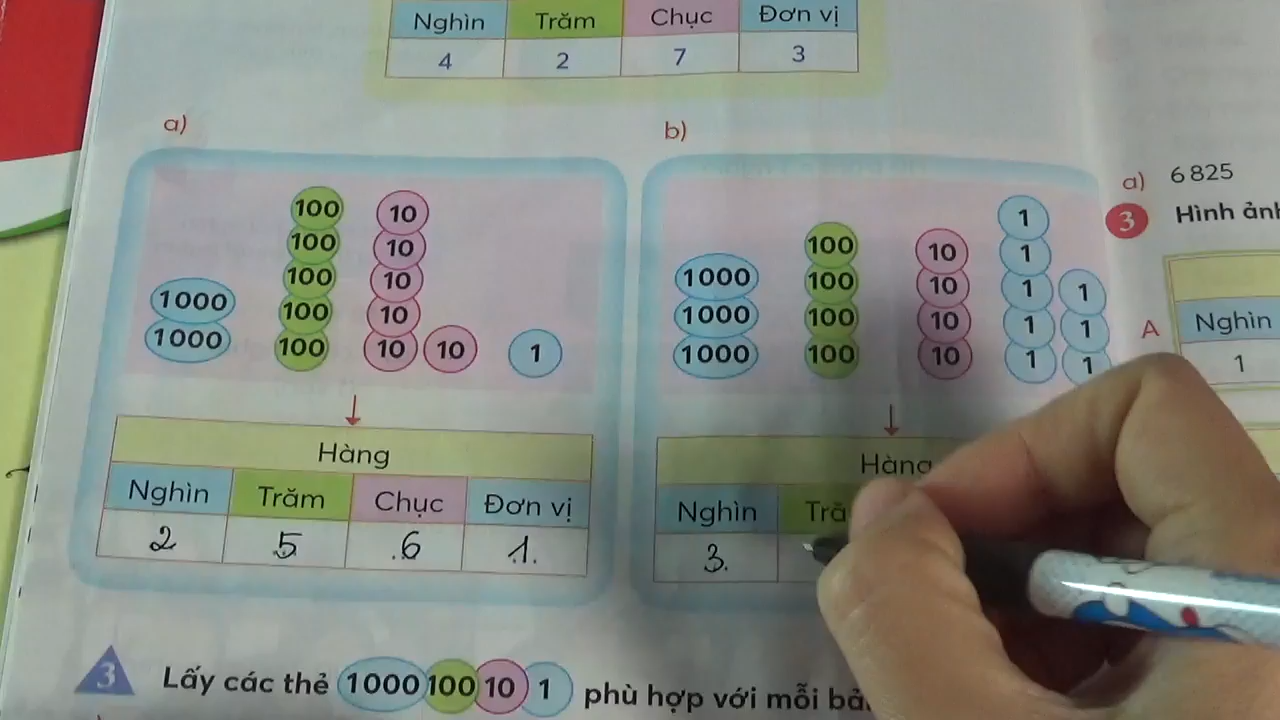 Nghìn Trăm Chục Đơn vị
4 2 7 3
a)
100 10
100 10
1000 100 10
1000 100 10
100 10 10 1
Hàng
Nghìn Trăm Chục Đơn vị
2 5 6 1
b)
1
100 10 1
1000 100 10 1 1
1000 100 10 1 1
1000 100 10 1 1
Hàng
Nghìn
3
3 Lấy các thẻ 1000 100 10 1 phù hợp với mỗi
a) 6 825
3 Hình
A Nghìn
1